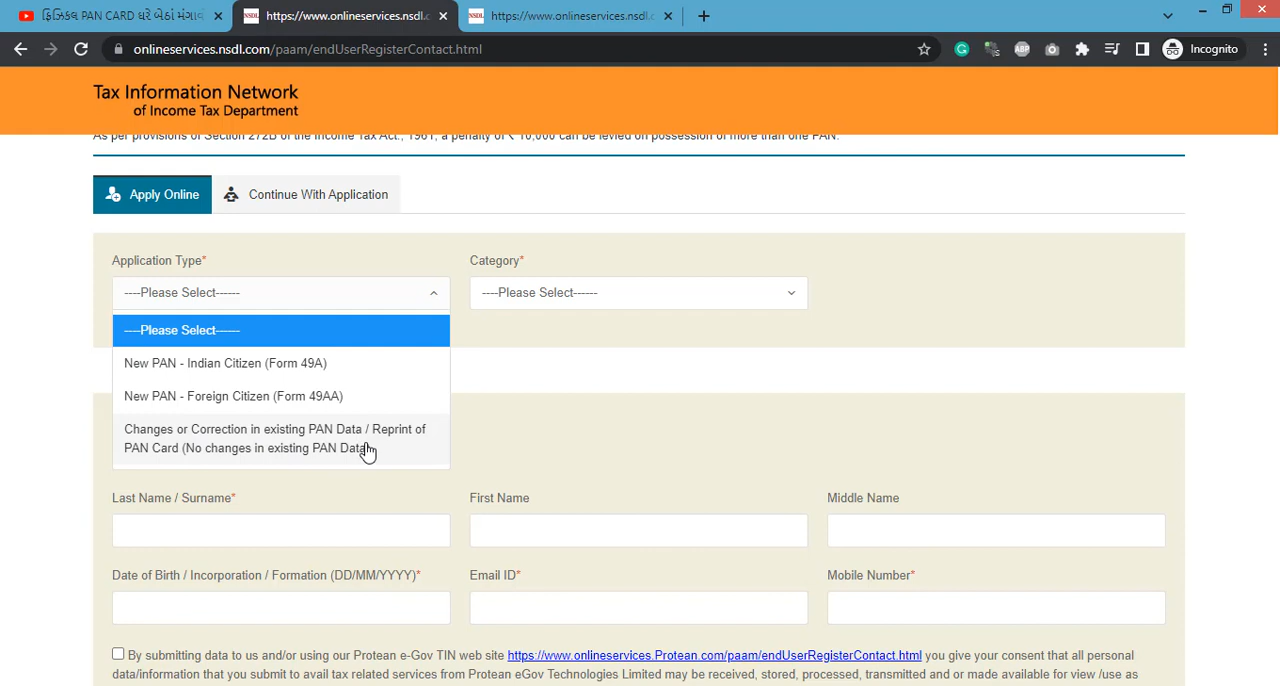 ફિઝિકલ PAN CARD ઘરે બેઠાં મંગાવ
https://www.onlineservices.nsdl.c
https://www.onlineservices.nsdl.co
onlineservices.nsdl.com/paam/endUserRegisterContact.html
ABP
Incognito
Tax Information Network
of Income Tax Department
As per provisions of Section 272B of the Income Tax Act., 1961, a penalty of ₹ 10,000 can be levied on possession of more than one PAN.
Apply Online
Continue With Application
Application Type*
Category*
----Please Select------
----Please Select------
----Please Select------
New PAN - Indian Citizen (Form 49A)
New PAN - Foreign Citizen (Form 49AA)
Changes or Correction in existing PAN Data / Reprint of
PAN Card (No changes in existing PAN Data)
Last Name / Surname*
First Name
Middle Name
Date of Birth / Incorporation / Formation (DD/MM/YYYY)*
Email ID*
Mobile Number*
By submitting data to us and/or using our Protean e-Gov TIN web site https://www.onlineservices.Protean.com/paam/endUserRegisterContact.html you give your consent that all personal
data/information that you submit to avail tax related services from Protean eGov Technologies Limited may be received, stored, processed, transmitted and or made available for view /use as